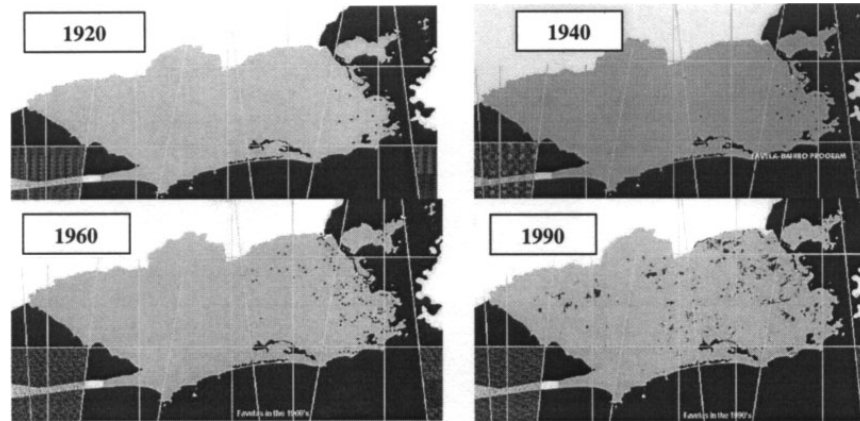 1920
1940
FAVELA-BAIRRO PROGRAM
1960
1990
Favelas in the 1960's
Favelas in the 1990's